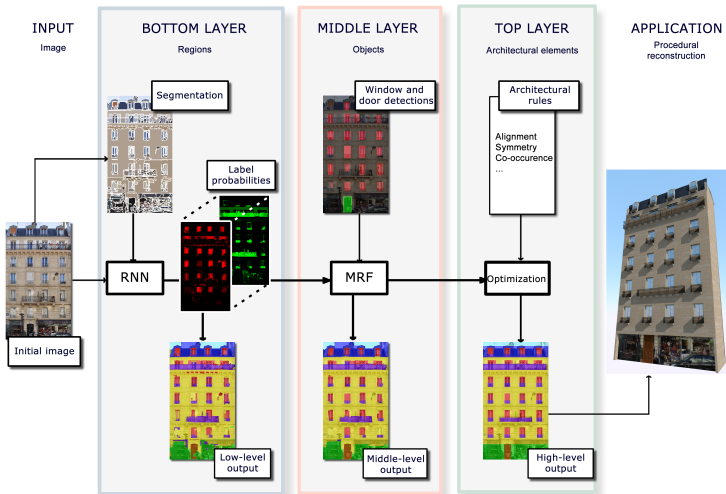 INPUT
Image
BOTTOM LAYER
Regions
MIDDLE LAYER
Objects
TOP LAYER
Architectural elements
APPLICATION
Procedural
reconstruction
Segmentation
Window and
door detections
Architectural
rules
Alignment
Symmetry
Co-occurence
...
Label
probabilities
RNN
MRF
Optimization
Initial image
Low-level
output
Middle-level
output
High-level
output